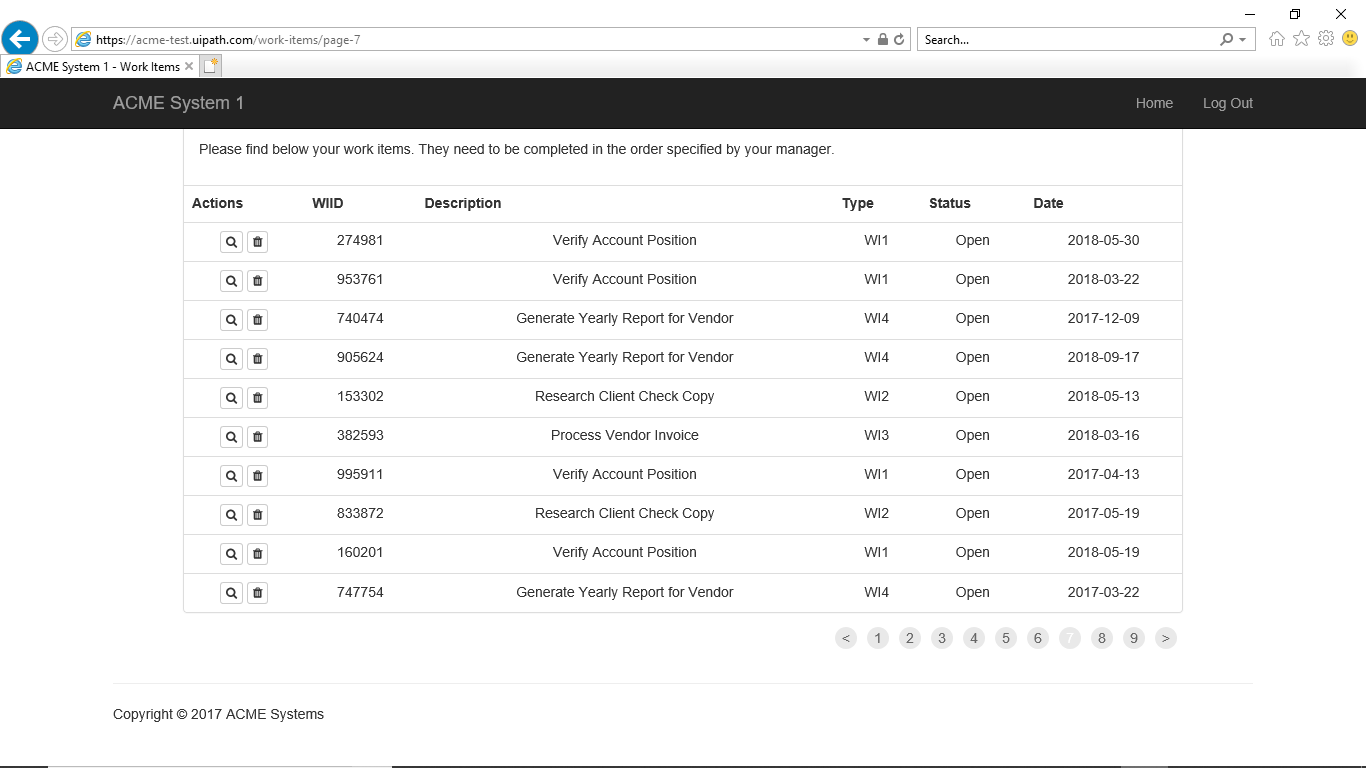 https://acme-test.uipath.com/work-items/page-7
Search...
ACME System 1 - Work Items
ACME System 1
Home
Log Out
Please find below your work items. They need to be completed in the order specified by your manager.
Actions WIID Description Type Status Date
274981 Verify Account Position WI1 Open 2018-05-30
953761 Verify Account Position WI1 Open 2018-03-22
740474 Generate Yearly Report for Vendor WI4 Open 2017-12-09
905624 Generate Yearly Report for Vendor WI4 Open 2018-09-17
153302 Research Client Check Copy WI2 Open 2018-05-13
382593 Process Vendor Invoice WI3 Open 2018-03-16
995911 Verify Account Position WI1 Open 2017-04-13
833872 Research Client Check Copy WI2 Open 2017-05-19
160201 Verify Account Position WI1 Open 2018-05-19
747754 Generate Yearly Report for Vendor WI4 Open 2017-03-22
< 1 2 3 4 5 6 7 8 9 >
Copyright © 2017 ACME Systems